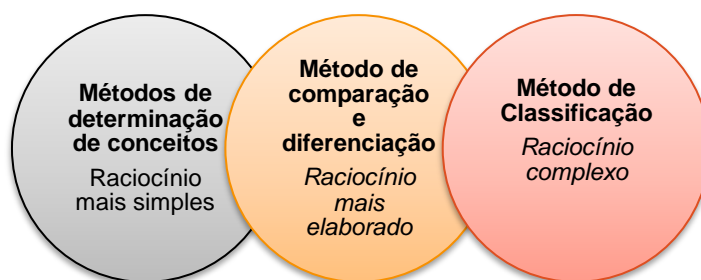 Métodos de
determinação
de conceitos
Raciocínio
mais simples
Método de
comparação
e
diferenciação
Raciocínio
mais
elaborado
Método de
Classificação
Raciocínio
complexo